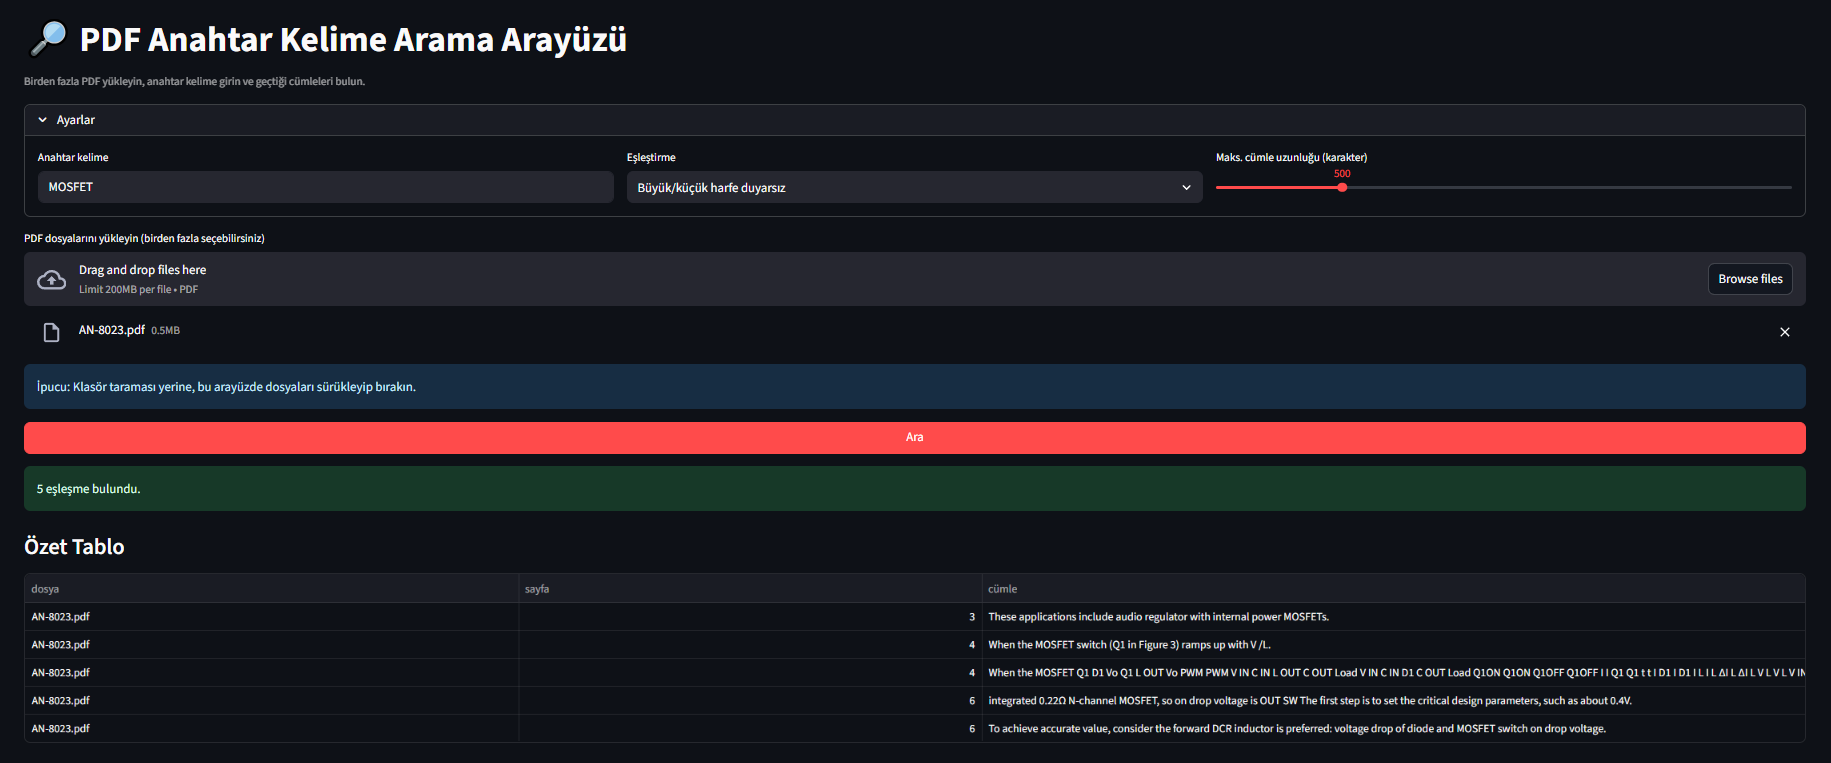 PDF Anahtar Kelime Arama Arayüzü
Birden fazla PDF yükleyin, anahtar kelime girin ve geçtiği cümleleri bulun.
Ayarlar
Anahtar kelime
Eşleştirme
Maks. cümle uzunluğu (karakter)
500
MOSFET
Büyük/küçük harfe duyarsız
PDF dosyalarını yükleyin (birden fazla seçebilirsiniz)
Drag and drop files here
Limit 200MB per file • PDF
Browse files
AN-8023.pdf 0.5MB
İpucu: Klasör taraması yerine, bu arayüzde dosyaları sürükleyip bırakın.
Ara
5 eşleşme bulundu.
Özet Tablo
dosya sayfa cümle
AN-8023.pdf 3 These applications include audio regulator with internal power MOSFETs.
AN-8023.pdf 4 When the MOSFET switch (Q1 in Figure 3) ramps up with V /L.
AN-8023.pdf 4 When the MOSFET Q1 D1 Vo Q1 L OUT Vo PWM PWM V IN C IN L OUT C OUT Load V IN C IN D1 C OUT Load Q1ON Q1ON Q1OFF Q1OFF I I Q1 Q1 t t I D1 I D1 I L I L ΔI L ΔI L V L V L V IN
AN-8023.pdf 6 integrated 0.22Ω N-channel MOSFET, so on drop voltage is OUT SW The first step is to set the critical design parameters, such as about 0.4V.
AN-8023.pdf 6 To achieve accurate value, consider the forward DCR inductor is preferred: voltage drop of diode and MOSFET switch on drop voltage.